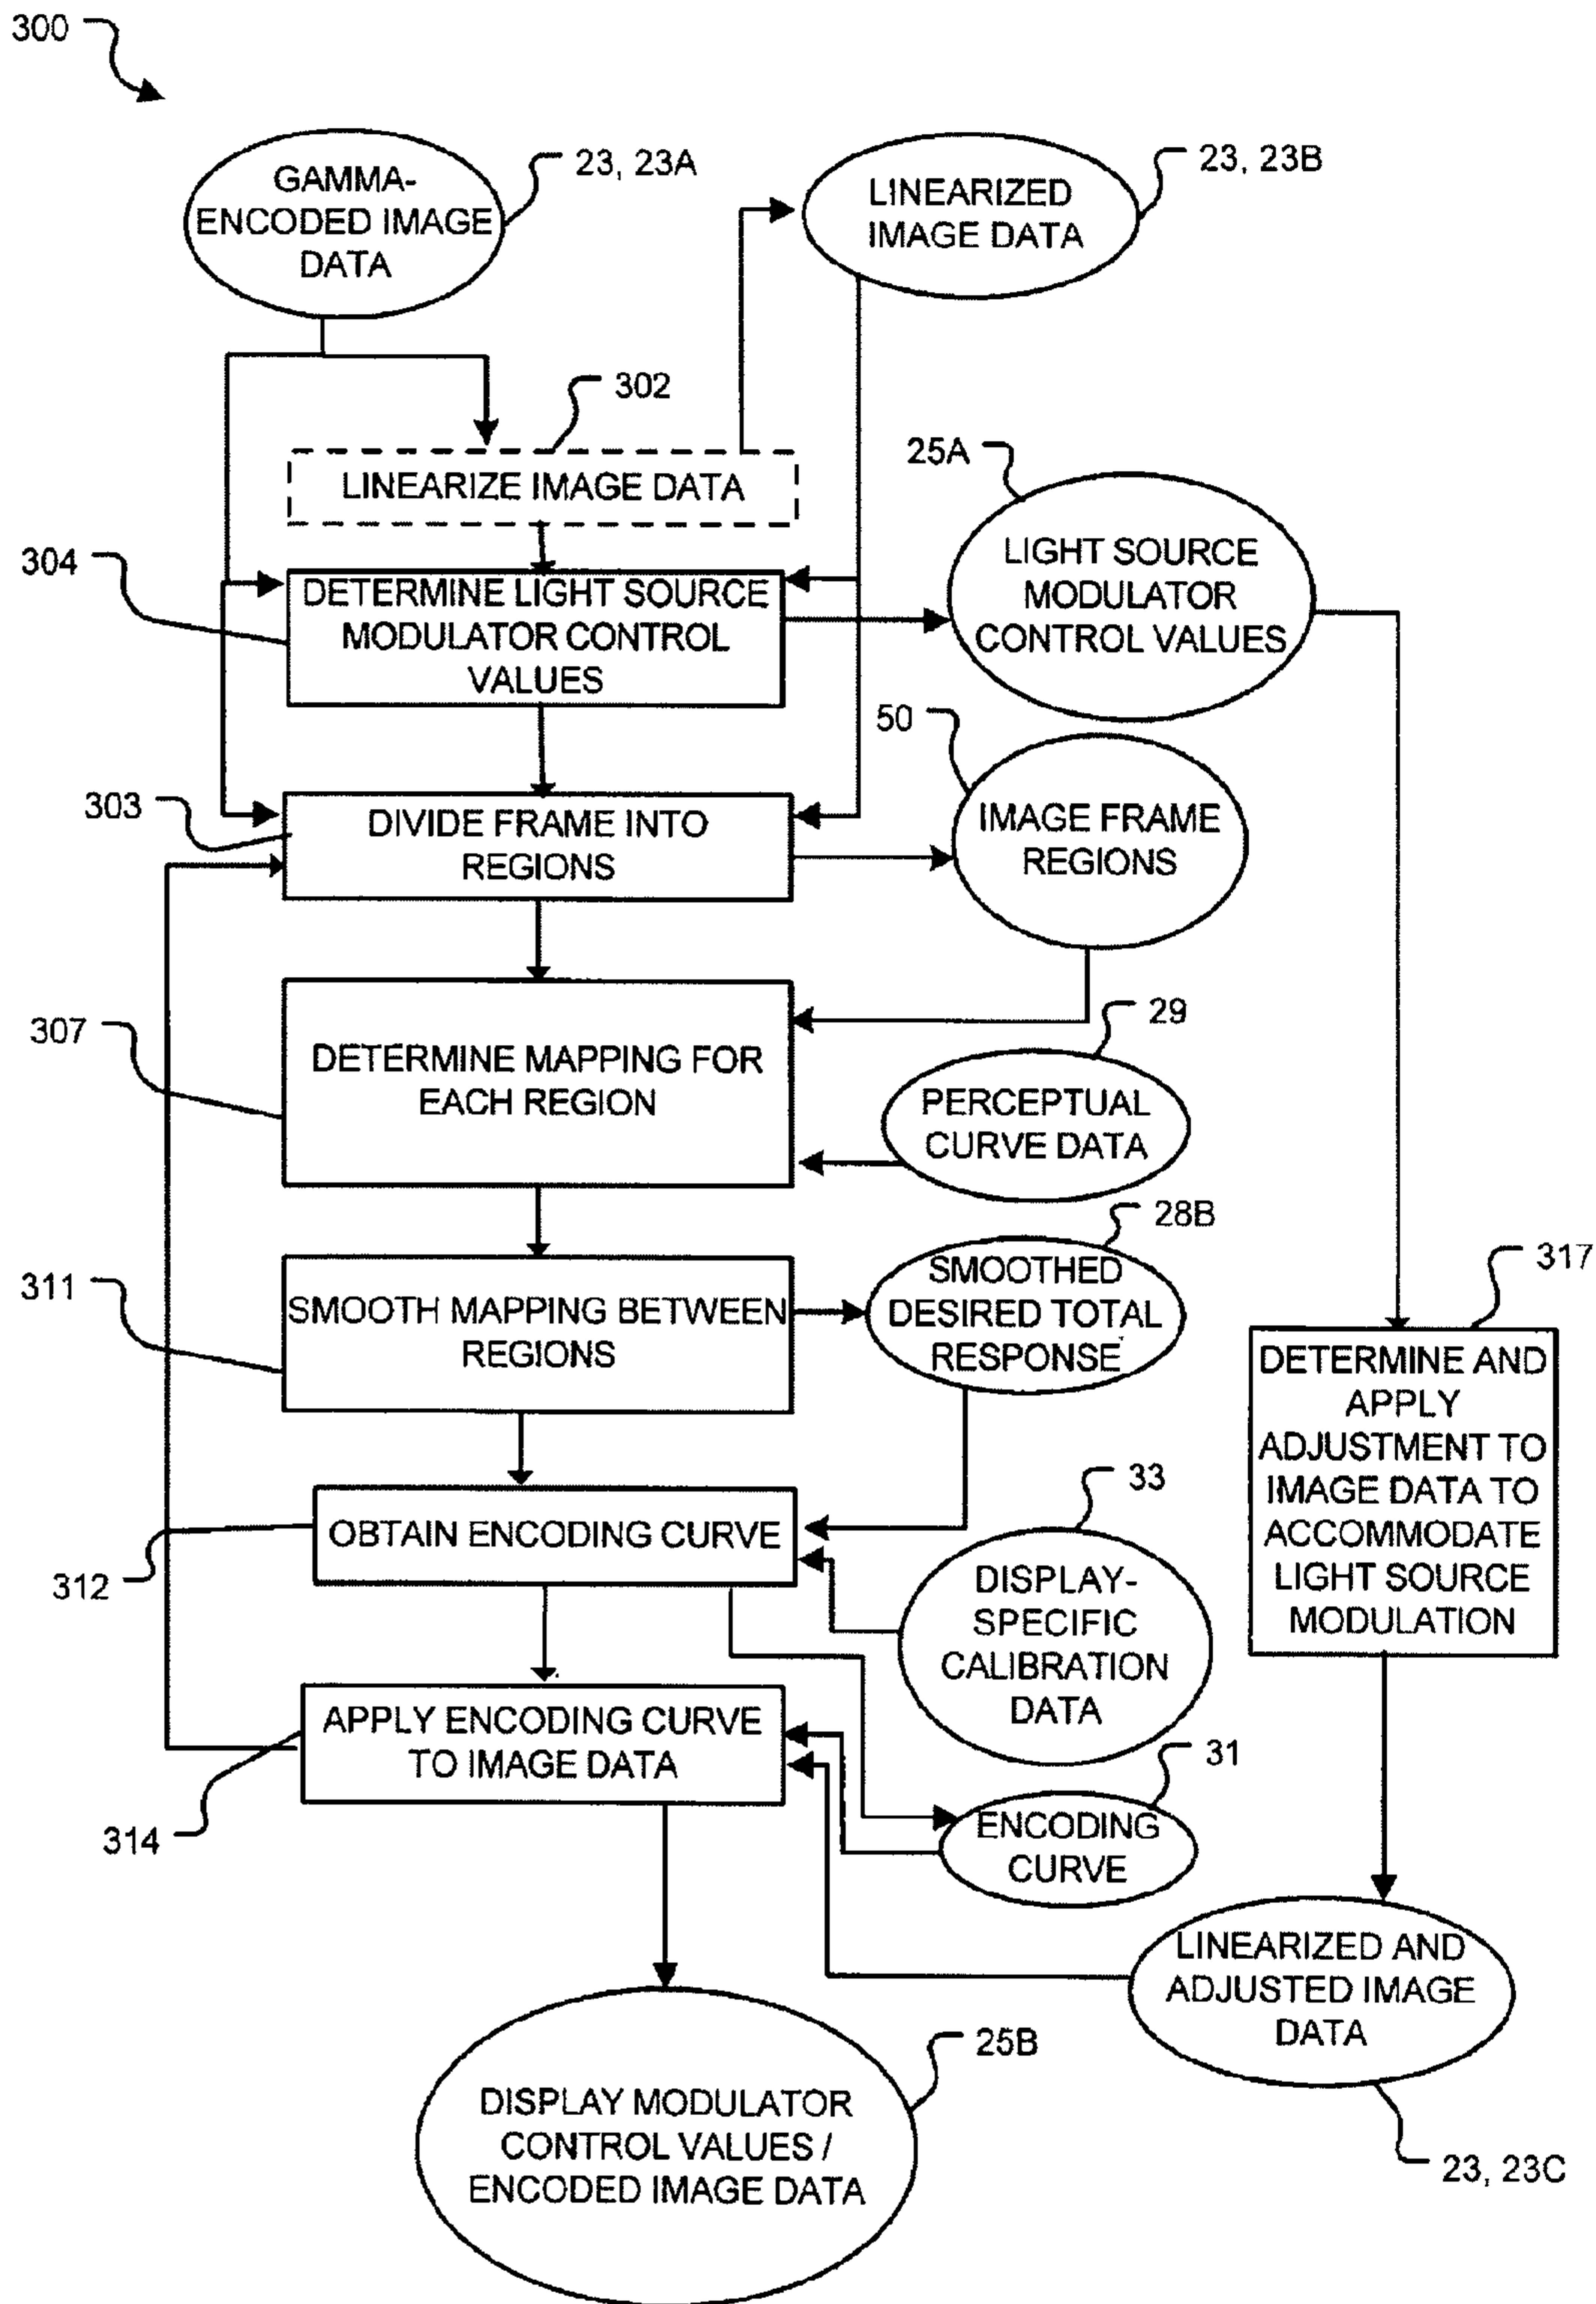 300
GAMMA-
ENCODED IMAGE
DATA
23, 23A
LINEARIZED
IMAGE DATA
23, 23B
302
LINEARIZE IMAGE DATA
25A
LIGHT SOURCE
MODULATOR
CONTROL VALUES
304
DETERMINE LIGHT SOURCE
MODULATOR CONTROL
VALUES
50
IMAGE FRAME
REGIONS
303
DIVIDE FRAME INTO
REGIONS
307
DETERMINE MAPPING FOR
EACH REGION
29
PERCEPTUAL
CURVE DATA
28B
SMOOTHED
DESIRED TOTAL
RESPONSE
311
SMOOTH MAPPING BETWEEN
REGIONS
317
DETERMINE AND
APPLY
ADJUSTMENT TO
IMAGE DATA TO
ACCOMMODATE
LIGHT SOURCE
MODULATION
312
OBTAIN ENCODING CURVE
33
DISPLAY-
SPECIFIC
CALIBRATION
DATA
314
APPLY ENCODING CURVE
TO IMAGE DATA
31
ENCODING
CURVE
LINEARIZED AND
ADJUSTED IMAGE
DATA
23, 23C
25B
DISPLAY MODULATOR
CONTROL VALUES /
ENCODED IMAGE DATA